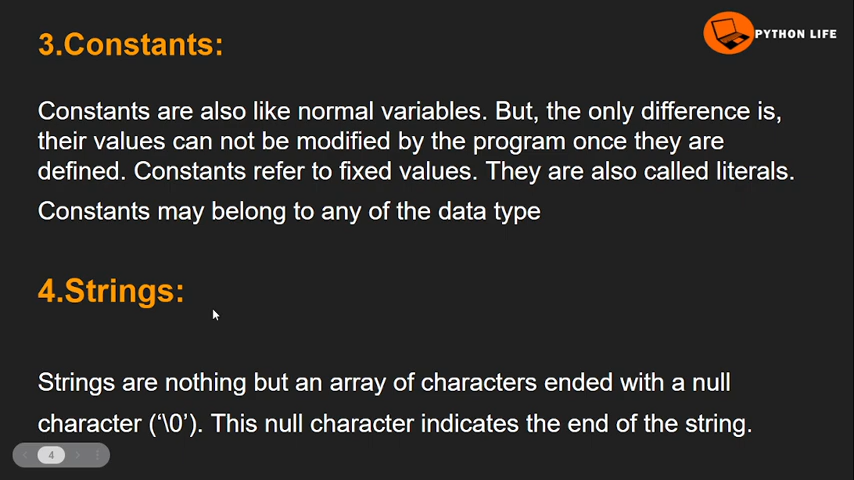 3.Constants:
PYTHON LIFE
Constants are also like normal variables. But, the only difference is,
their values can not be modified by the program once they are
defined. Constants refer to fixed values. They are also called literals.
Constants may belong to any of the data type
4.Strings:
Strings are nothing but an array of characters ended with a null
character (‘\0’). This null character indicates the end of the string.
4